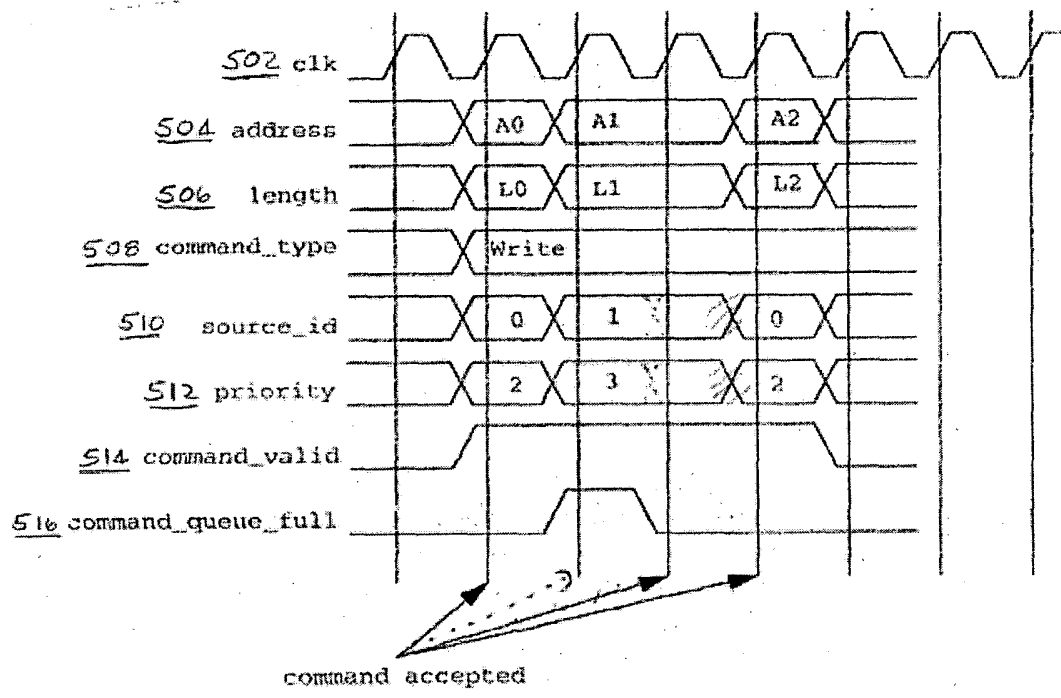 502 clk
504 address A0 A1 A2
506 length L0 L1 L2
508 command_type Write
510 source_id 0 1 0
512 priority 2 3 2
514 command_valid
516 command_queue_full
command accepted